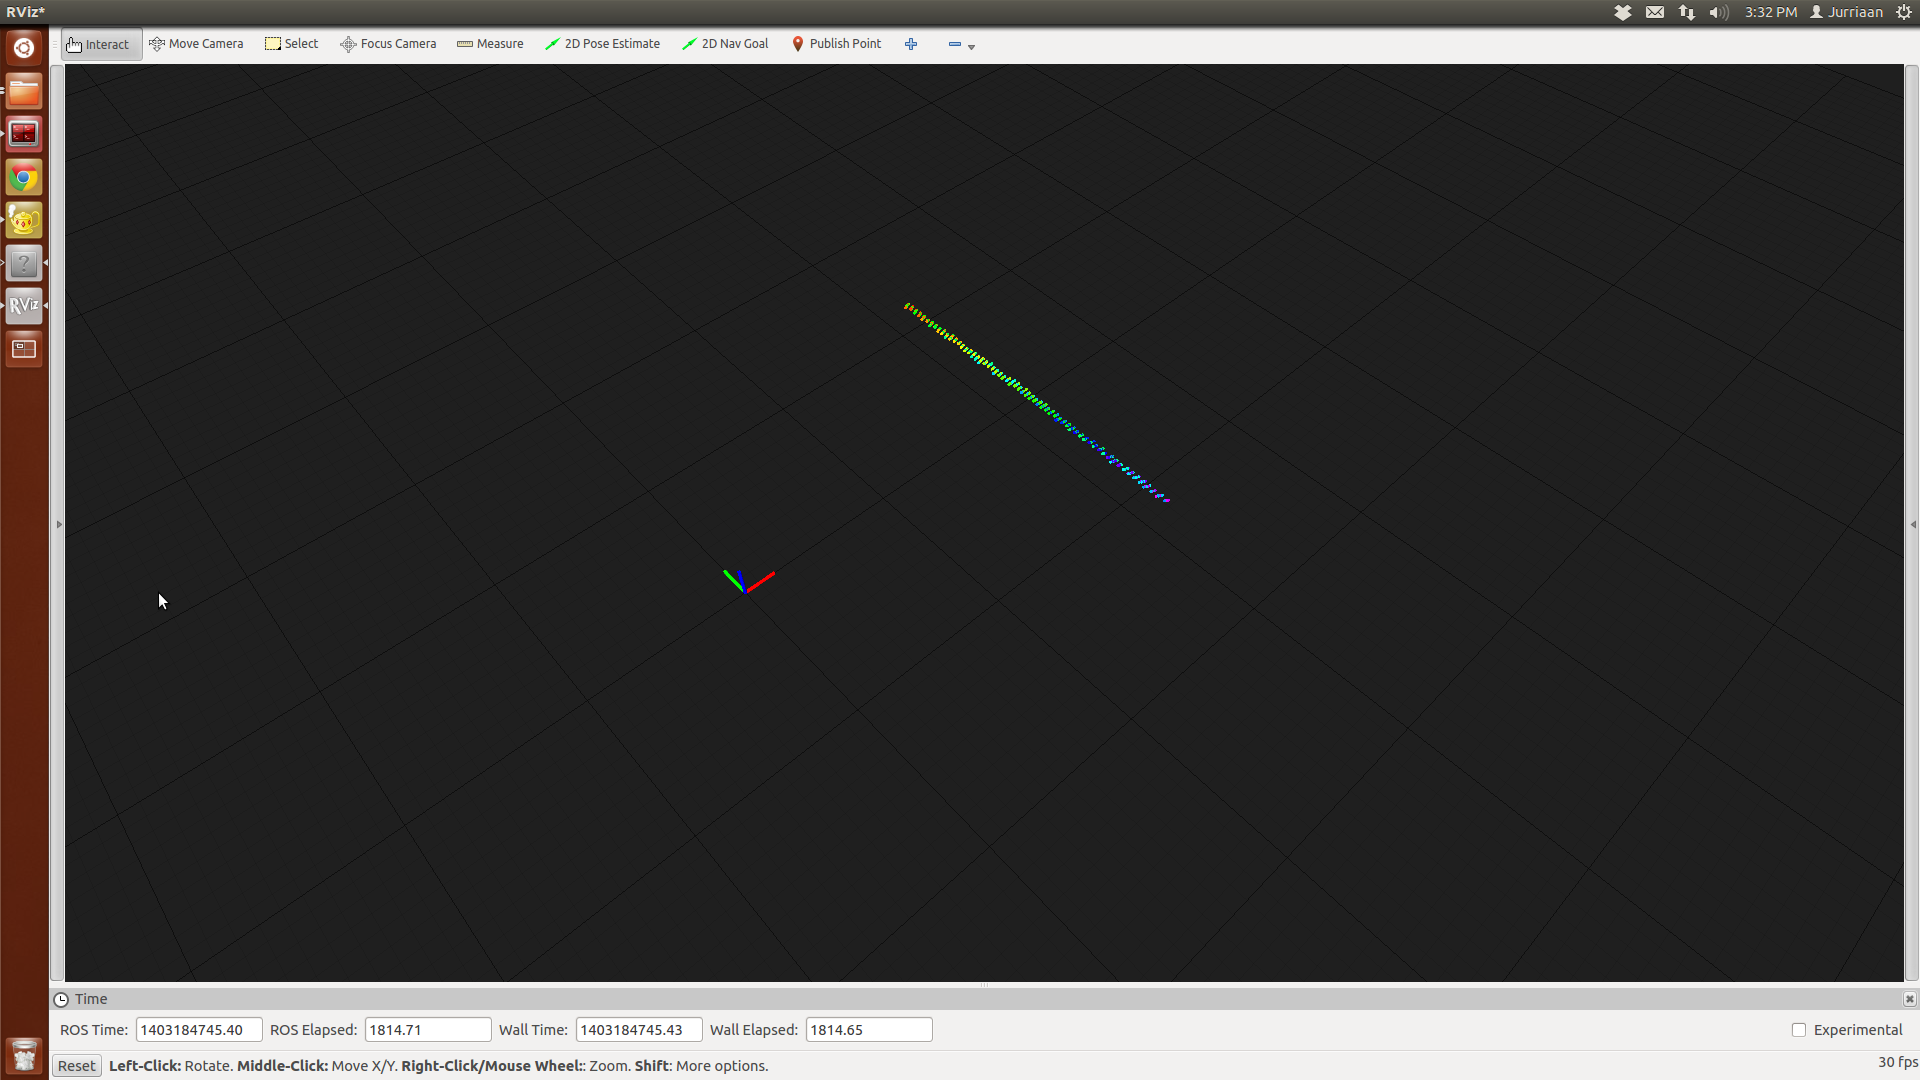 RViz*
3:32 PM Jurriaan
Interact Move Camera Select Focus Camera Measure 2D Pose Estimate 2D Nav Goal Publish Point
?
RViz
Time
ROS Time: 1403184745.40 ROS Elapsed: 1814.71 Wall Time: 1403184745.43 Wall Elapsed: 1814.65 Experimental
Reset Left-Click: Rotate. Middle-Click: Move X/Y. Right-Click/Mouse Wheel:: Zoom. Shift: More options. 30 fps